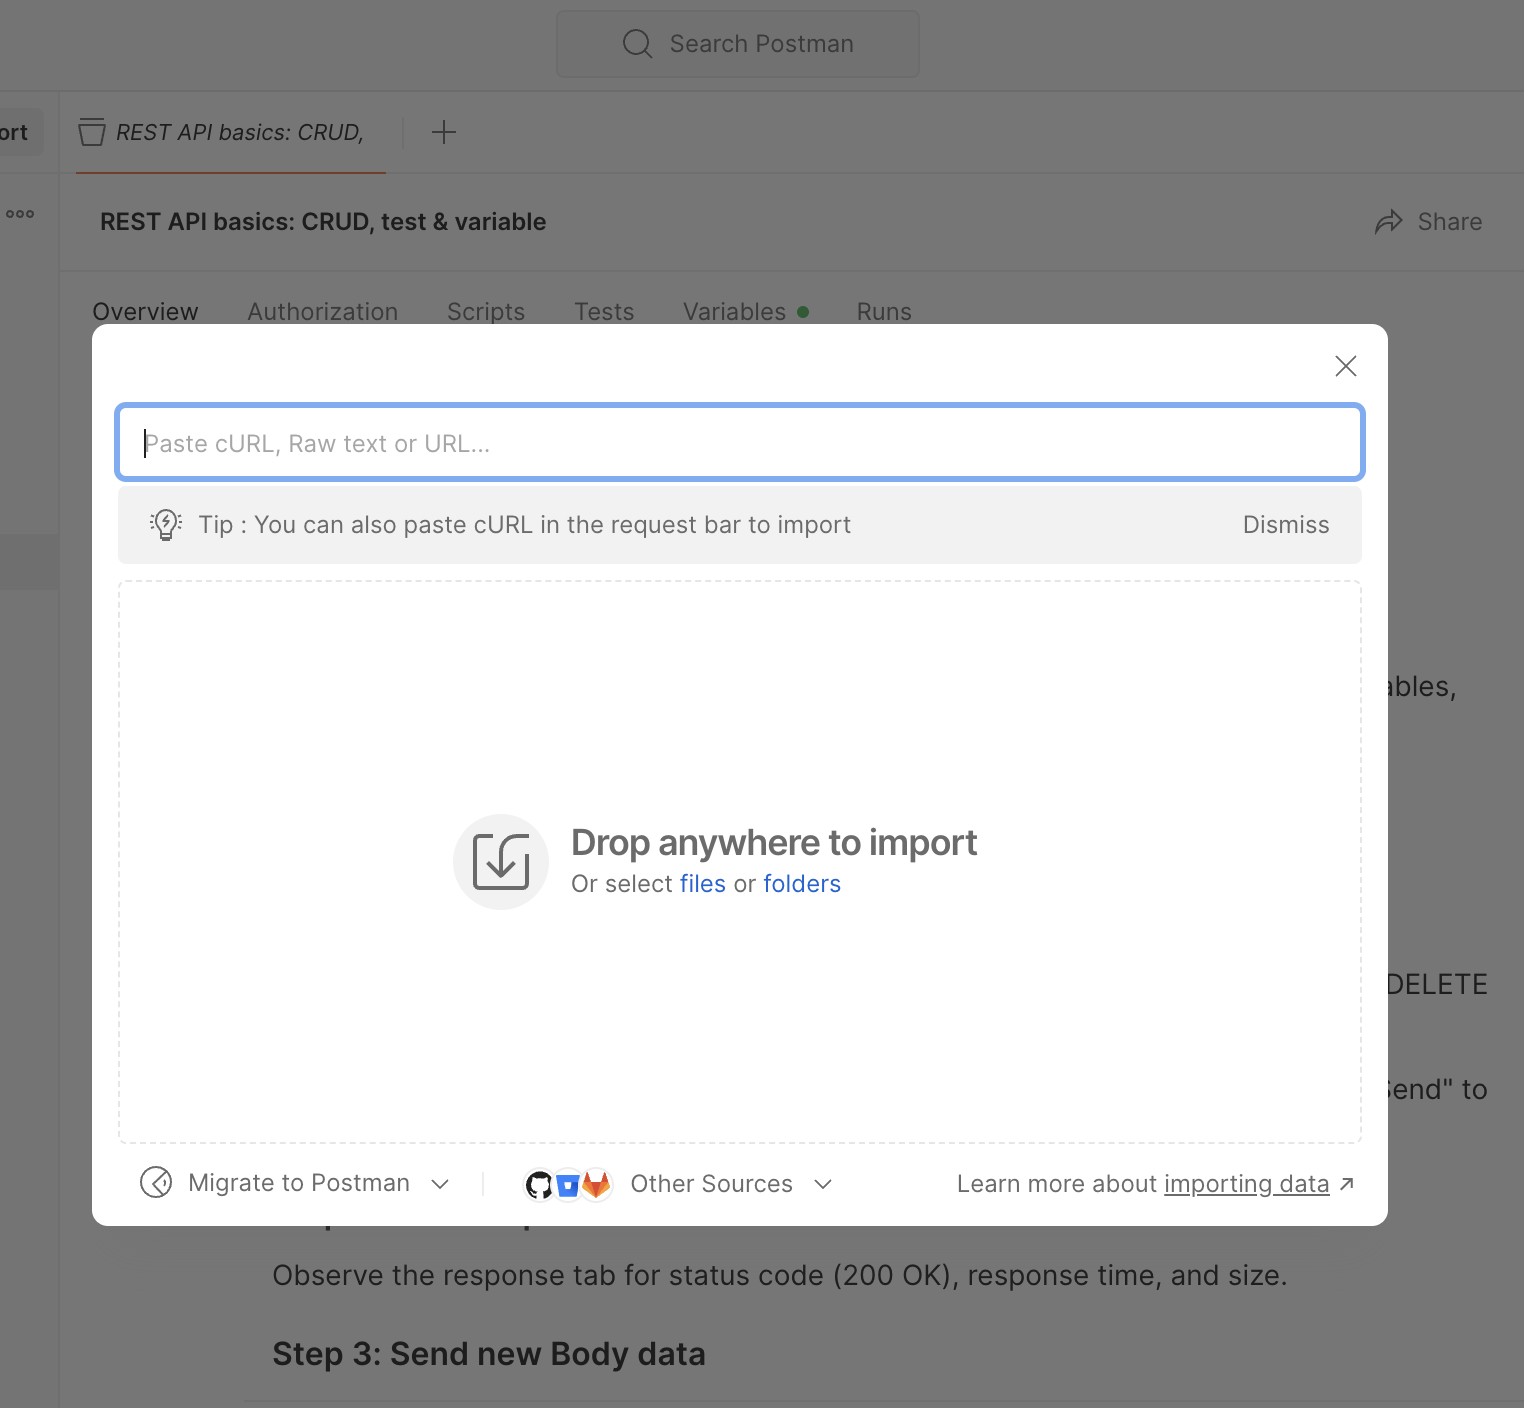 Search Postman
ort
REST API basics: CRUD,
REST API basics: CRUD, test & variable
Share
Overview
Authorization
Scripts
Tests
Variables
Runs
Paste cURL, Raw text or URL...
Tip : You can also paste cURL in the request bar to import
Dismiss
ables,
Drop anywhere to import
Or select files or folders
DELETE
Send" to
Migrate to Postman
Other Sources
Learn more about importing data
Observe the response tab for status code (200 OK), response time, and size.
Step 3: Send new Body data